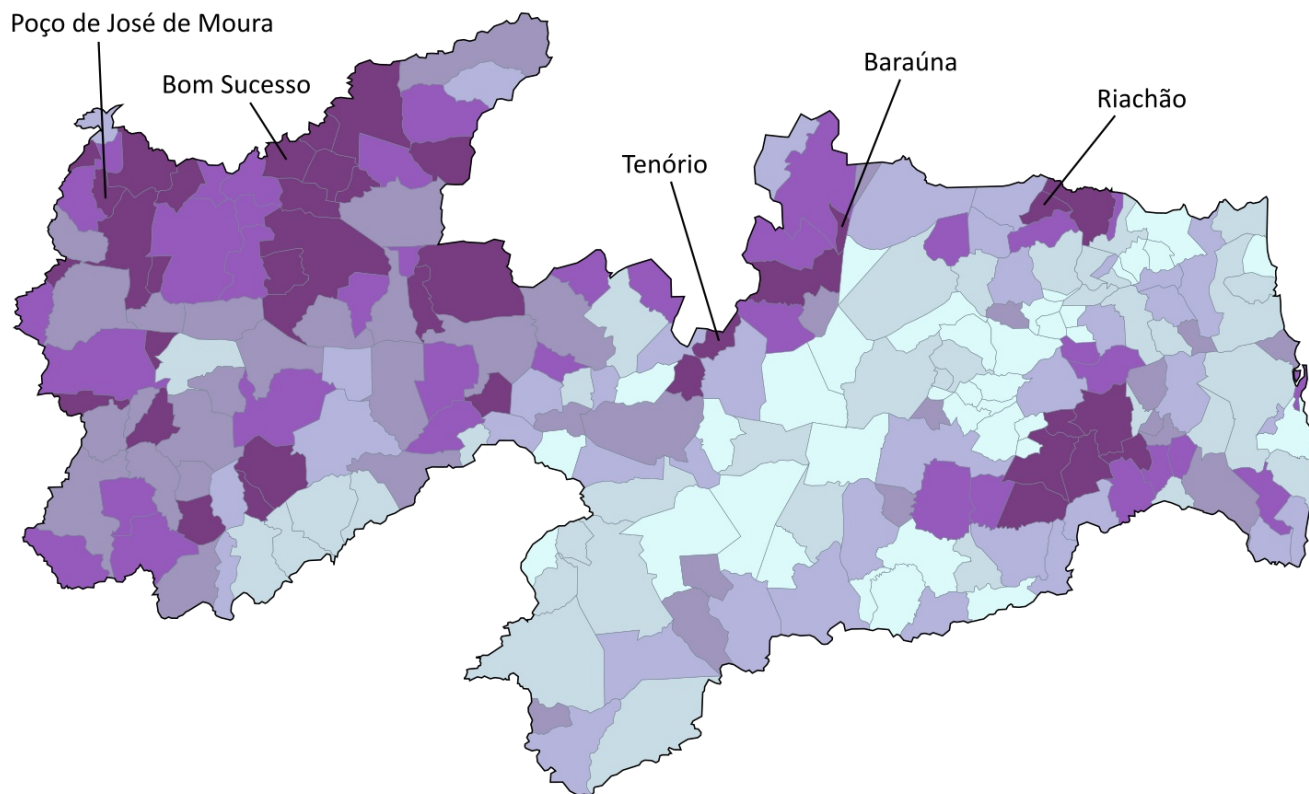 Poço de José de Moura
Bom Sucesso
Baraúna
Riachão
Tenório